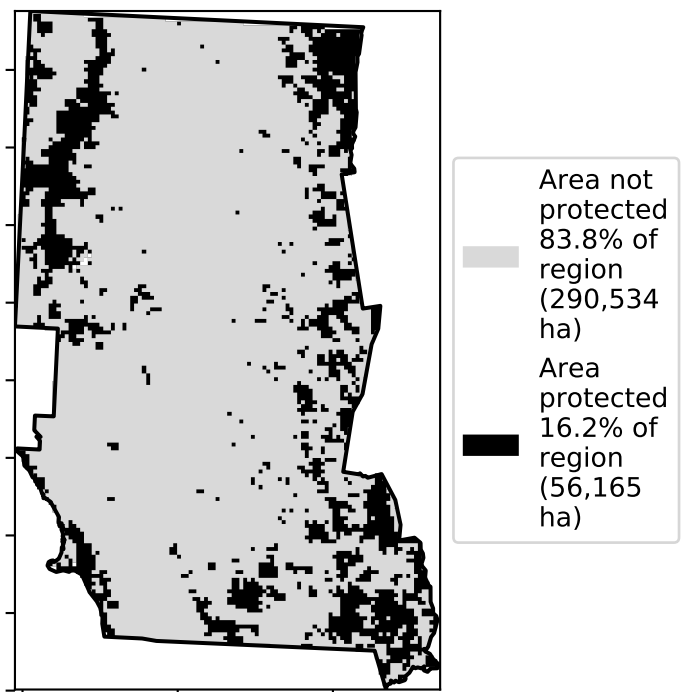 Area not
protected
83.8% of
region
(290,534
ha)
Area
protected
16.2% of
region
(56,165
ha)